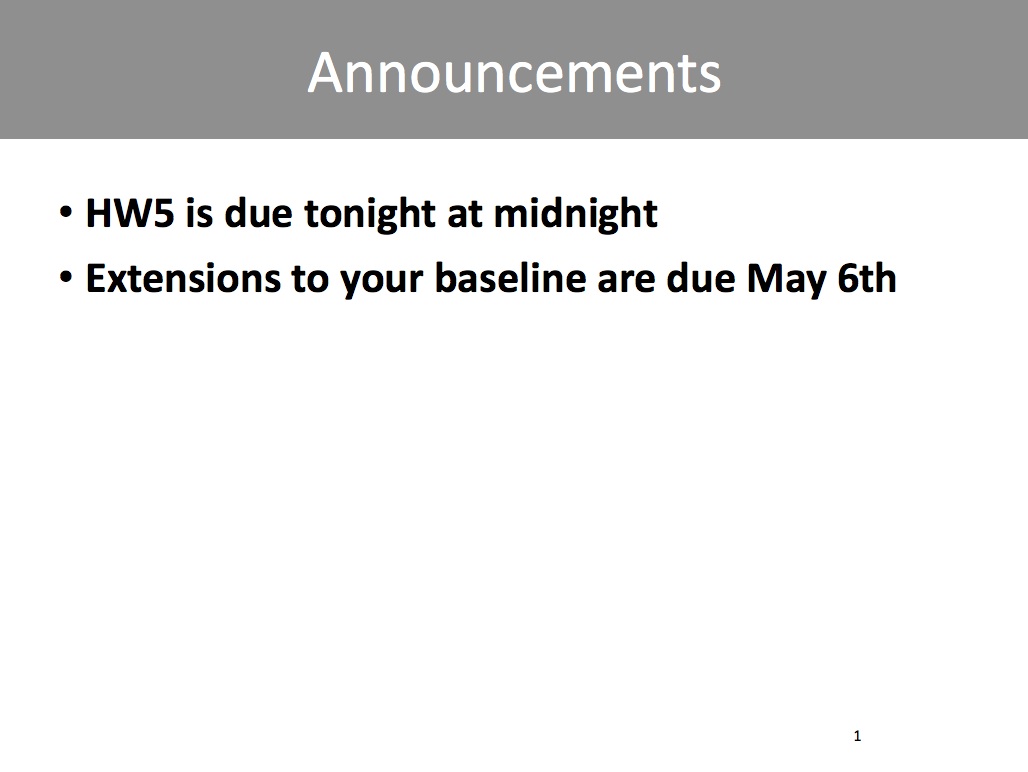 Announcements
• HW5 is due tonight at midnight
• Extensions to your baseline are due May 6th
1